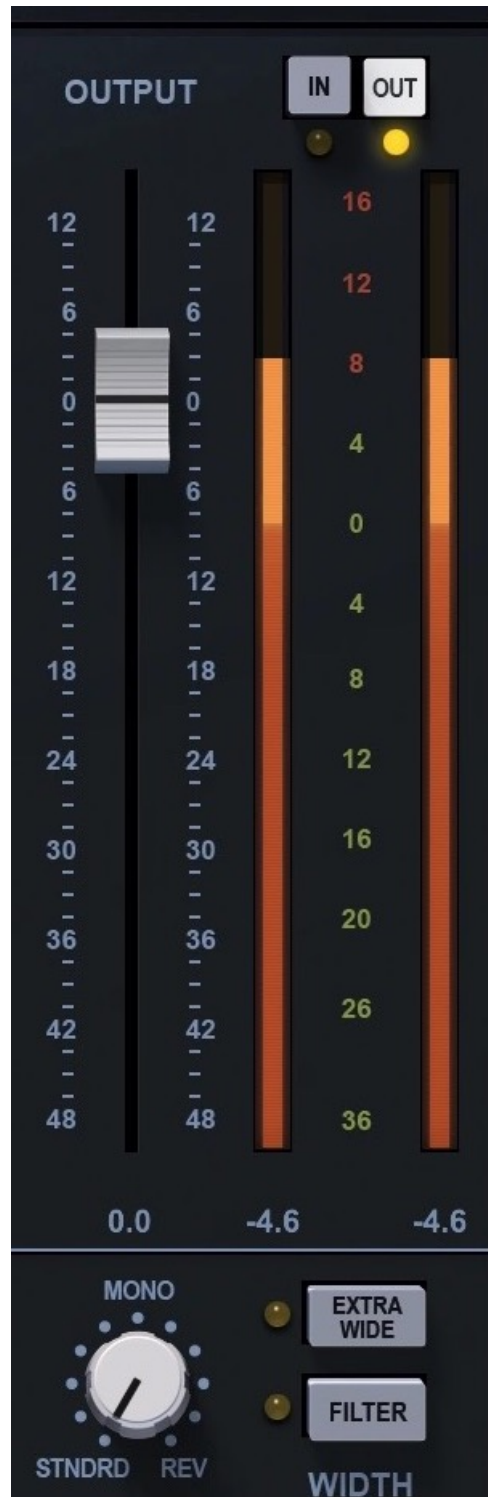 OUTPUT
IN
OUT
12 12
6 6
0 0
6 6
12 12
18 18
24 24
30 30
36 36
42 42
48 48
16
12
8
4
0
4
8
12
16
20
26
36
0.0 -4.6 -4.6
MONO
STNDRD REV
EXTRA
WIDE
FILTER
WIDTH